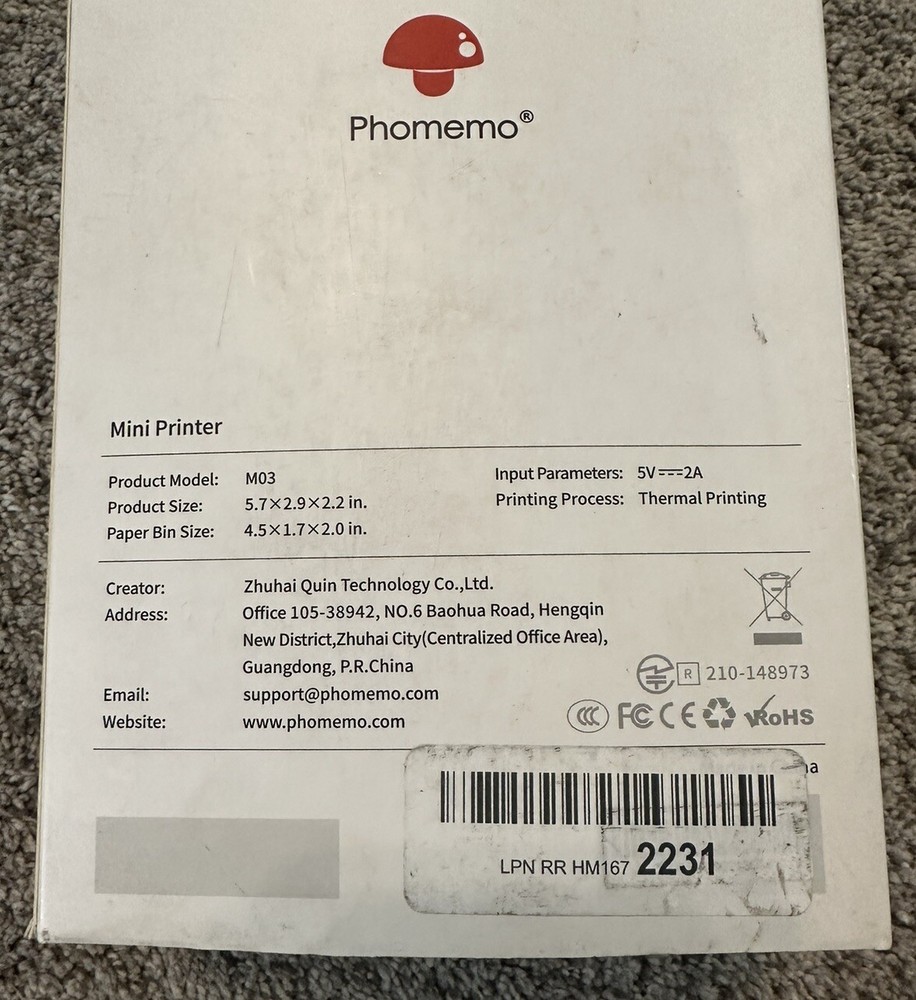 Phomemo®
Mini Printer
Product Model: M03
Product Size: 5.7×2.9×2.2 in.
Paper Bin Size: 4.5×1.7×2.0 in.
Input Parameters: 5V⎓2A
Printing Process: Thermal Printing
Creator: Zhuhai Quin Technology Co.,Ltd.
Address: Office 105-38942, NO.6 Baohua Road, Hengqin
New District,Zhuhai City(Centralized Office Area),
Guangdong, P.R.China
Email: support@phomemo.com
Website: www.phomemo.com
R 210-148973
CCC FC CE RoHS
LPN RR HM167 2231